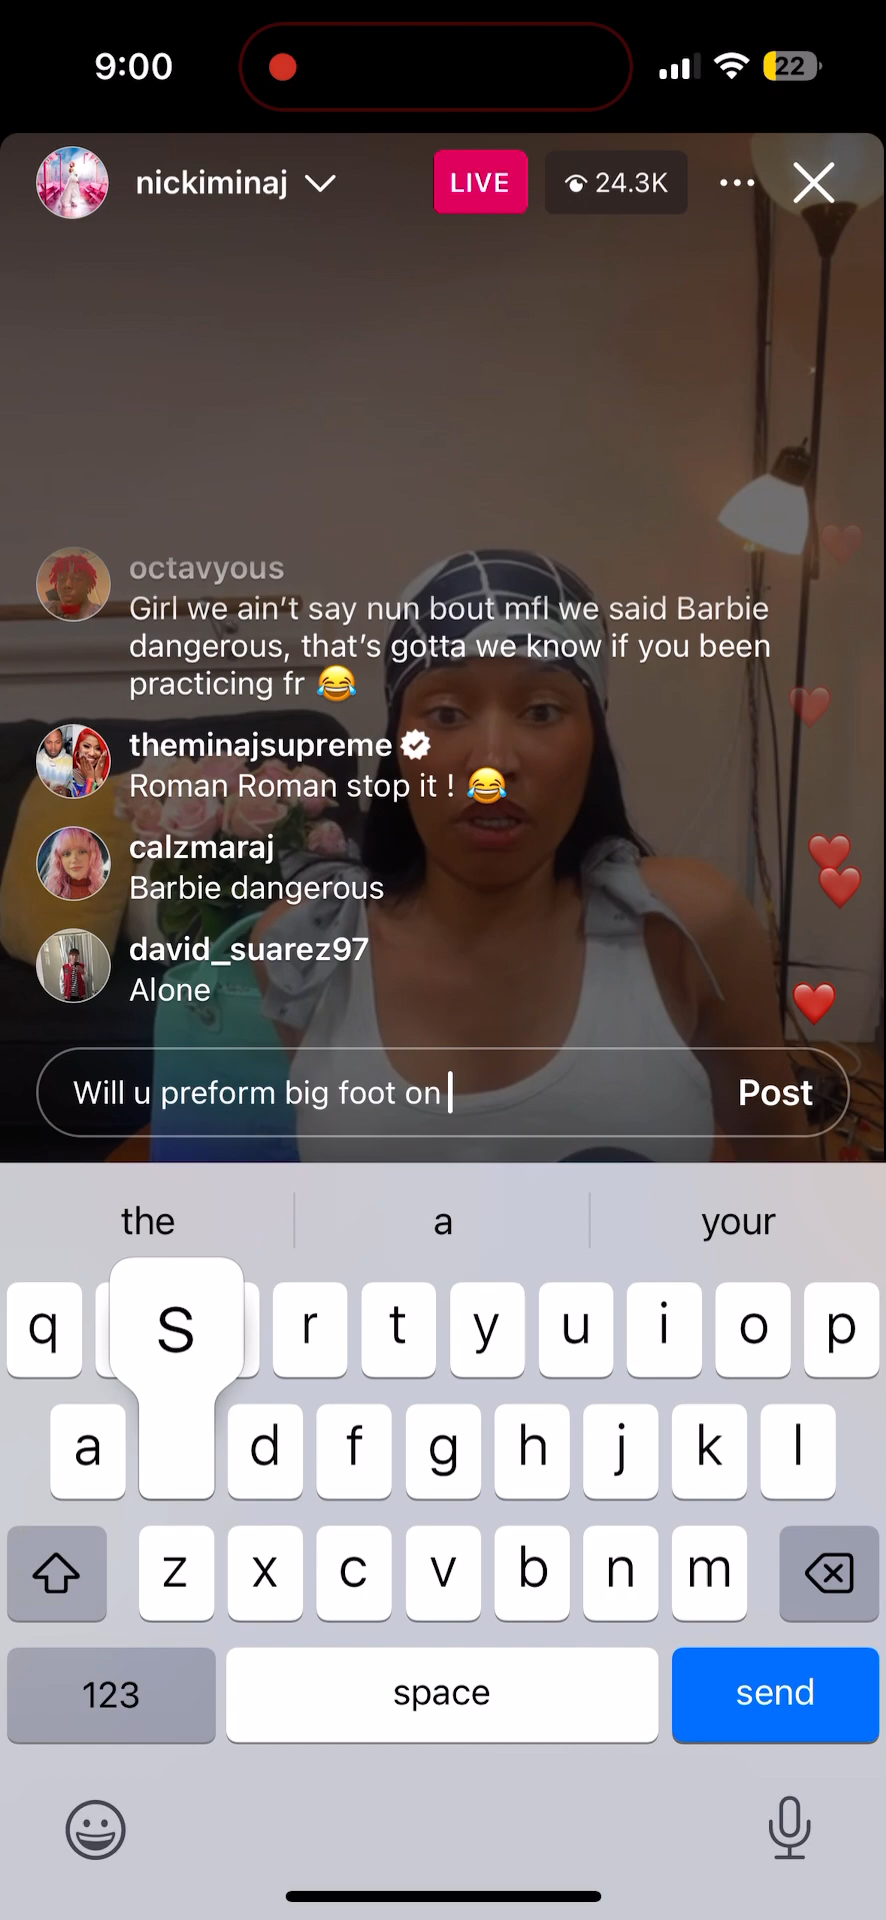 9:00
22
nickiminaj
LIVE
24.3K
octavyous
Girl we ain’t say nun bout mfl we said Barbie
dangerous, that’s gotta we know if you been
practicing fr 😂
theminajsupreme
Roman Roman stop it ! 😂
calzmaraj
Barbie dangerous
david_suarez97
Alone
Will u preform big foot on
Post
the a your
q S r t y u i o p
a d f g h j k l
z x c v b n m
123 space send